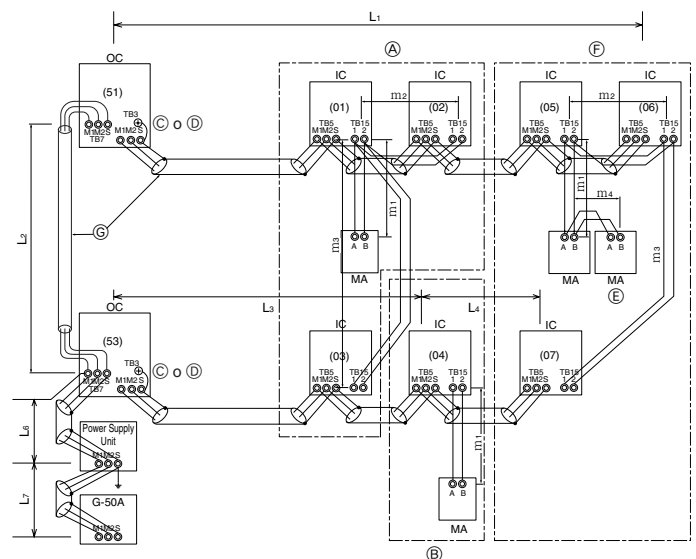 L1
OC
A
F
IC
IC
IC
IC
(51)
(01)
m2
(02)
(05)
m2
(06)
TB3
C o D
TB5
TB15
TB5
TB15
TB5
TB15
TB5
TB15
M1M2S
M1M2S
M1M2S
1 2
M1M2S
1 2
M1M2S
1 2
M1M2S
1 2
TB7
m1
m1
m4
L2
G
m3
m3
A B
A B
A B
MA
MA
MA
E
OC
L3
L4
IC
IC
IC
(53)
(03)
(04)
(07)
TB3
C o D
TB5
TB15
TB5
TB15
TB5
TB15
M1M2S
M1M2S
M1M2S
1 2
M1M2S
1 2
M1M2S
1 2
TB7
L6
Power Supply
Unit
M1M2S
m1
L7
G-50A
M1M2S
A B
MA
B